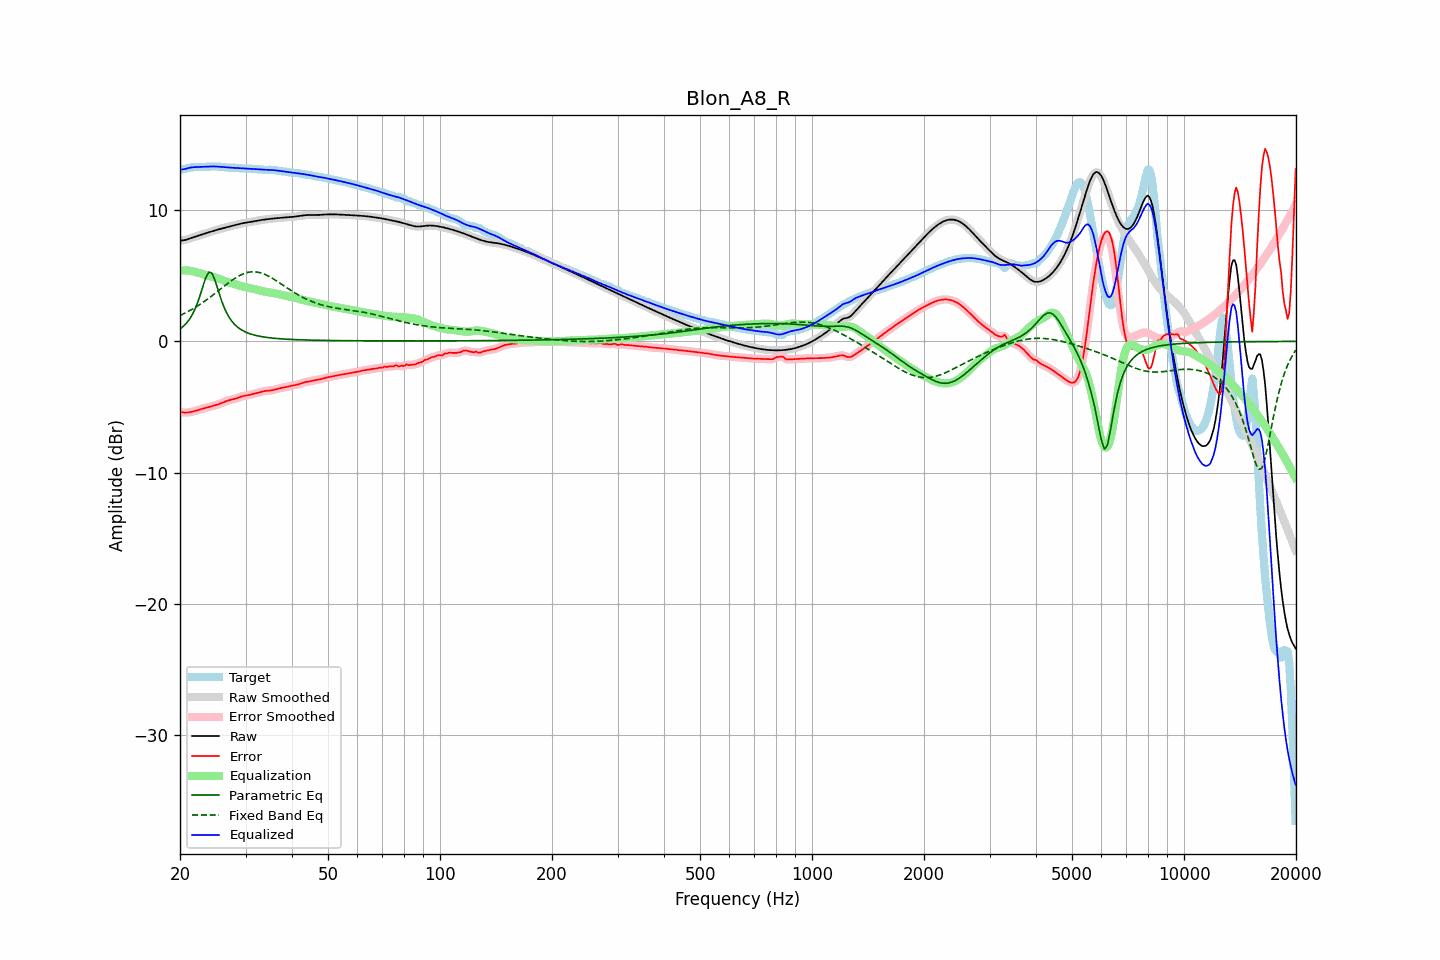 Blon_A8_R
10
0
−10
−20
−30
Amplitude (dBr)
Target
Raw Smoothed
Error Smoothed
Raw
Error
Equalization
Parametric Eq
Fixed Band Eq
Equalized
20 50 100 200 500 1000 2000 5000 10000 20000
Frequency (Hz)